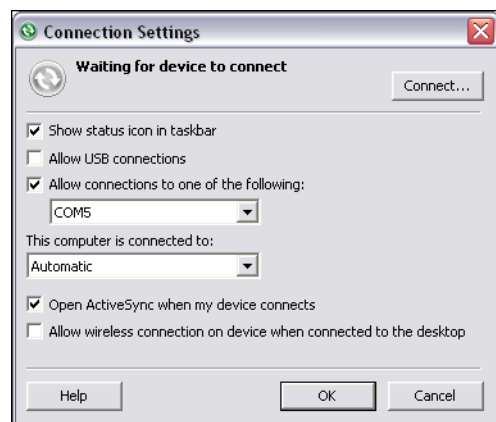 Connection Settings
Waiting for device to connect
Connect...
Show status icon in taskbar
Allow USB connections
Allow connections to one of the following:
COM5
This computer is connected to:
Automatic
Open ActiveSync when my device connects
Allow wireless connection on device when connected to the desktop
Help
OK
Cancel